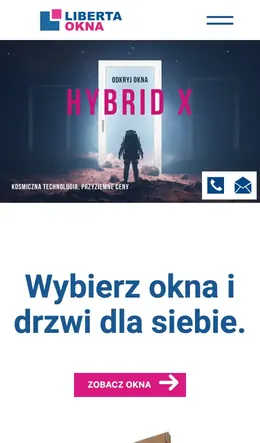 LIBERTA
OKNA
ODKRYJ OKNA
HYBRID X
KOSMICZNA TECHNOLOGIA, PRZYZIEMNE CENY
Wybierz okna i
drzwi dla siebie.
ZOBACZ OKNA